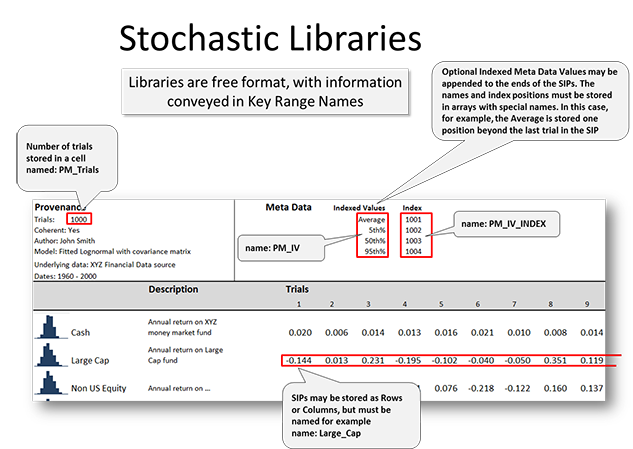 Stochastic Libraries
Libraries are free format, with information
conveyed in Key Range Names
Optional Indexed Meta Data Values may be
appended to the ends of the SIPs. The
names and index positions must be stored
in arrays with special names. In this case,
for example, the Average is stored one
position beyond the last trial in the SIP
Number of trials
stored in a cell
named: PM_Trials
Provenance
Trials: 1000
Coherent: Yes
Author: John Smith
Model: Fitted Lognormal with covariance matrix
Underlying data: XYZ Financial Data source
Dates: 1960 - 2000
Meta Data Indexed Values Index
Average 1001
5th% 1002
50th% 1003
95th% 1004
name: PM_IV
name: PM_IV_INDEX
Description Trials
1 2 3 4 5 6 7 8 9
Cash Annual return on XYZ
money market fund 0.020 0.006 0.014 0.013 0.016 0.021 0.010 0.008 0.014
Large Cap Annual return on Large
Cap fund -0.144 0.013 0.231 -0.195 -0.102 -0.040 -0.050 0.351 0.119
Non US Equity Annual return on ... 0.076 -0.218 -0.122 0.160 0.137
SIPs may be stored as Rows
or Columns, but must be
named for example
name: Large_Cap